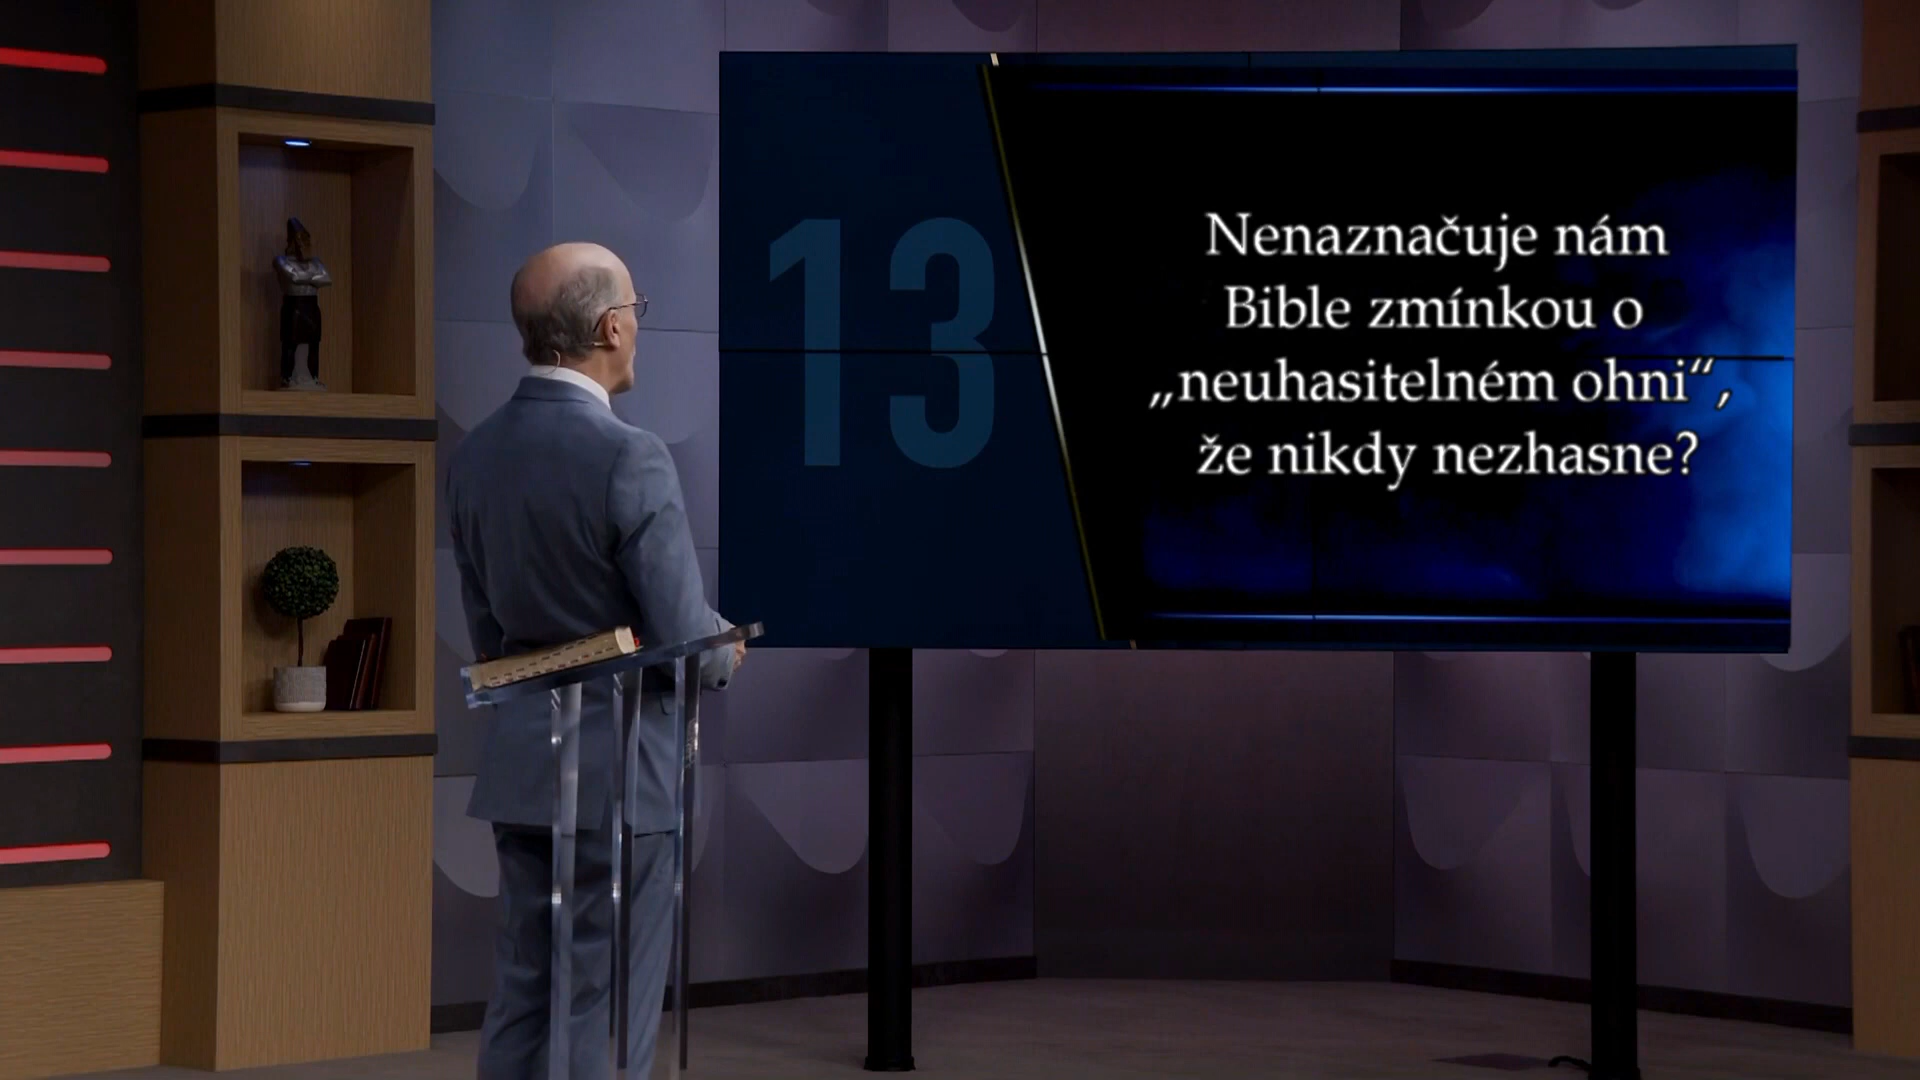 13
Nenaznačuje nám
Bible zmínkou o
„neuhasitelném ohni“,
že nikdy nezhasne?